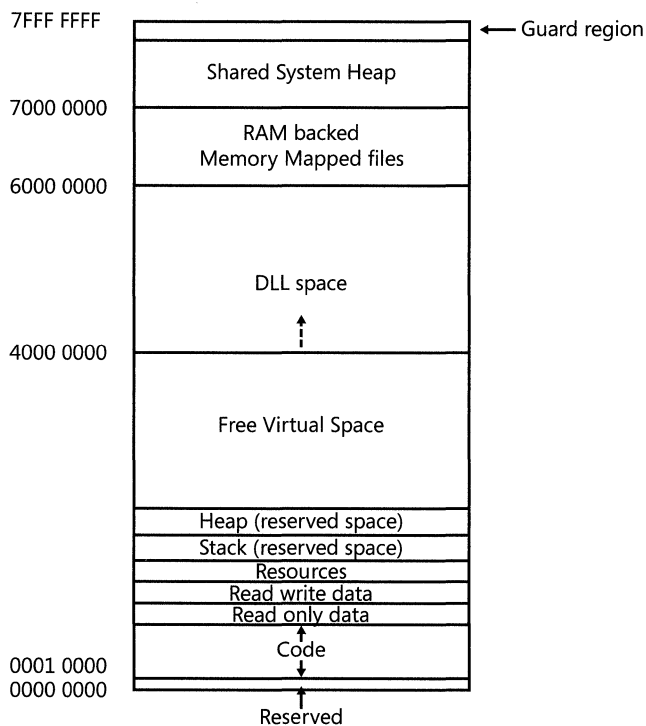 7FFF FFFF
Guard region
Shared System Heap
7000 0000
RAM backed
Memory Mapped files
6000 0000
DLL space
4000 0000
Free Virtual Space
Heap (reserved space)
Stack (reserved space)
Resources
Read write data
Read only data
Code
0001 0000
0000 0000
Reserved